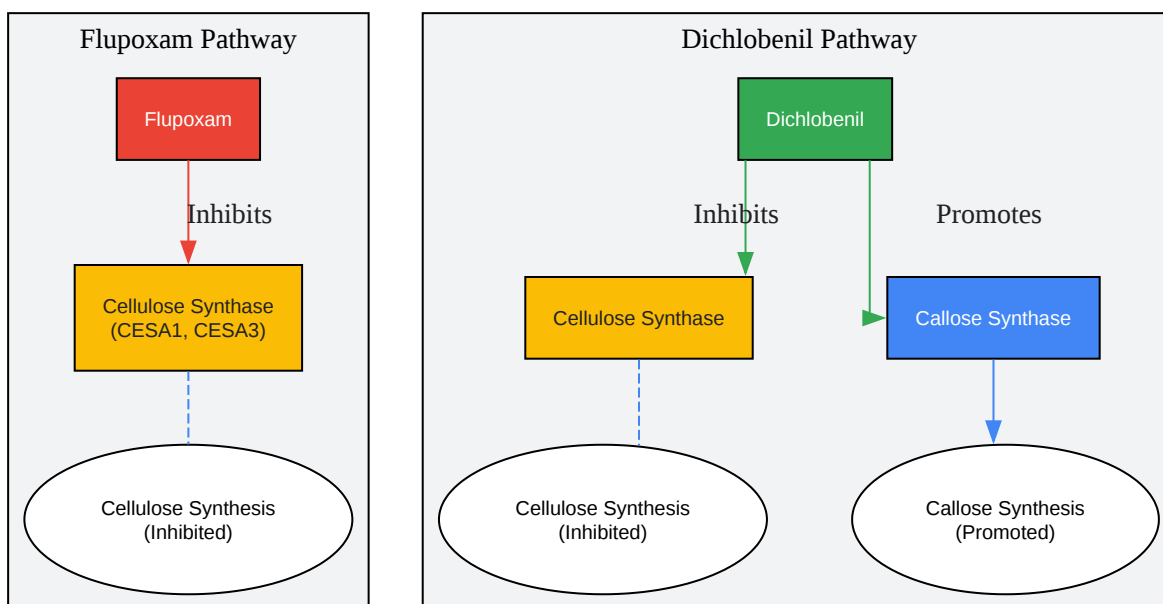 Flupoxam Pathway
Flupoxam
Inhibits
Cellulose Synthase
(CESA1, CESA3)
Cellulose Synthesis
(Inhibited)
Dichlobenil Pathway
Dichlobenil
Inhibits
Promotes
Cellulose Synthase
Callose Synthase
Cellulose Synthesis
(Inhibited)
Callose Synthesis
(Promoted)